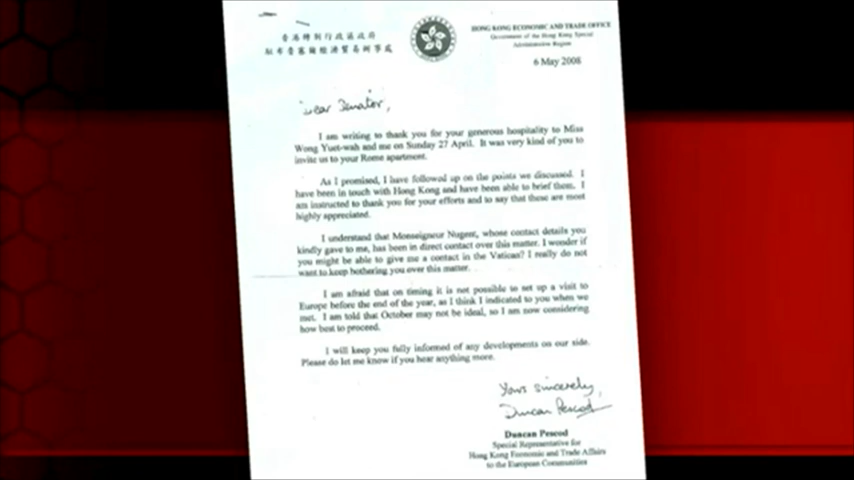 香港特別行政區政府
駐布魯塞爾經濟貿易辦事處
HONG KONG ECONOMIC AND TRADE OFFICE
Government of the Hong Kong Special
Administrative Region
6 May 2008
Dear Senator,
I am writing to thank you for your generous hospitality to Miss
Wong Yuet-wah and me on Sunday 27 April. It was very kind of you to
invite us to your Rome apartment.
As I promised, I have followed up on the points we discussed. I
have been in touch with Hong Kong and have been able to brief them. I
am instructed to thank you for your efforts and to say that these are most
highly appreciated.
I understand that Monseigneur Nugent, whose contact details you
kindly gave to me, has been in direct contact over this matter. I wonder if
you might be able to give me a contact in the Vatican? I really do not
want to keep bothering you over this matter.
I am afraid that on timing it is not possible to set up a visit to
Europe before the end of the year, as I think I indicated to you when we
met. I am told that October may not be ideal, so I am now considering
how best to proceed.
I will keep you fully informed of any developments on our side.
Please do let me know if you hear anything more.
Yours sincerely,
Duncan Pescod
Duncan Pescod
Special Representative for
Hong Kong Economic and Trade Affairs
to the European Communities